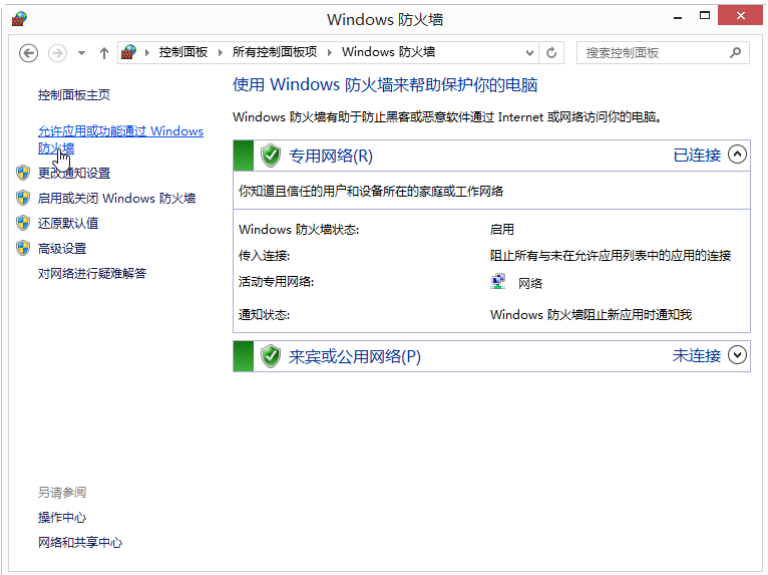 Windows 防火墙
控制面板 所有控制面板项 Windows 防火墙
搜索控制面板
控制面板主页
允许应用或功能通过 Windows
防火墙
更改通知设置
启用或关闭 Windows 防火墙
还原默认值
高级设置
对网络进行疑难解答
另请参阅
操作中心
网络和共享中心
使用 Windows 防火墙来帮助保护你的电脑
Windows 防火墙有助于防止黑客或恶意软件通过 Internet 或网络访问你的电脑。
专用网络(R) 已连接
你知道且信任的用户和设备所在的家庭或工作网络
Windows 防火墙状态: 启用
传入连接: 阻止所有与未在允许应用列表中的应用的连接
活动专用网络: 网络
通知状态: Windows 防火墙阻止新应用时通知我
来宾或公用网络(P) 未连接